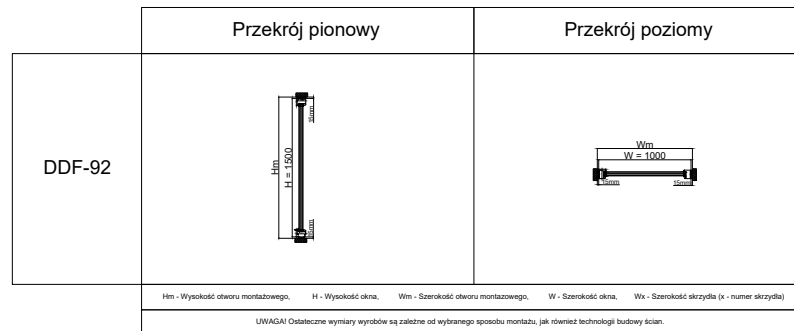 Przekrój pionowy
Przekrój poziomy
DDF-92
Hm
H = 1500
15mm
Wm
W = 1000
15mm
15mm
Hm - Wysokość otworu montażowego, H - Wysokość okna, Wm - Szerokość otworu montazowego, W - Szerokość okna, Wx - Szerokość skrzydła (x - numer skrzydła)
UWAGA! Ostateczne wymiary wyrobów są zależne od wybranego sposobu montażu, jak również technologii budowy ścian.